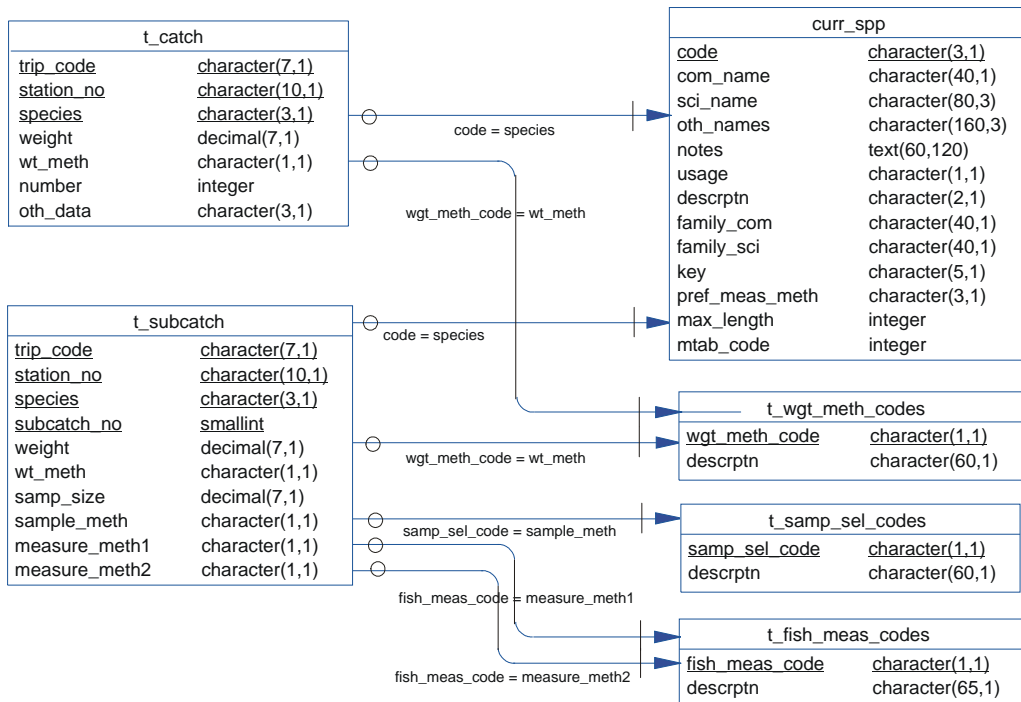 t_catch
trip_code character(7,1)
station_no character(10,1)
species character(3,1)
weight decimal(7,1)
wt_meth character(1,1)
number integer
oth_data character(3,1)
curr_spp
code character(3,1)
com_name character(40,1)
sci_name character(80,3)
oth_names character(160,3)
notes text(60,120)
usage character(1,1)
descrptn character(2,1)
family_com character(40,1)
family_sci character(40,1)
key character(5,1)
pref_meas_meth character(3,1)
max_length integer
mtab_code integer
code = species
wgt_meth_code = wt_meth
t_subcatch
trip_code character(7,1)
station_no character(10,1)
species character(3,1)
subcatch_no smallint
weight decimal(7,1)
wt_meth character(1,1)
samp_size decimal(7,1)
sample_meth character(1,1)
measure_meth1 character(1,1)
measure_meth2 character(1,1)
code = species
wgt_meth_code = wt_meth
samp_sel_code = sample_meth
fish_meas_code = measure_meth1
fish_meas_code = measure_meth2
t_wgt_meth_codes
wgt_meth_code character(1,1)
descrptn character(60,1)
t_samp_sel_codes
samp_sel_code character(1,1)
descrptn character(60,1)
t_fish_meas_codes
fish_meas_code character(1,1)
descrptn character(65,1)